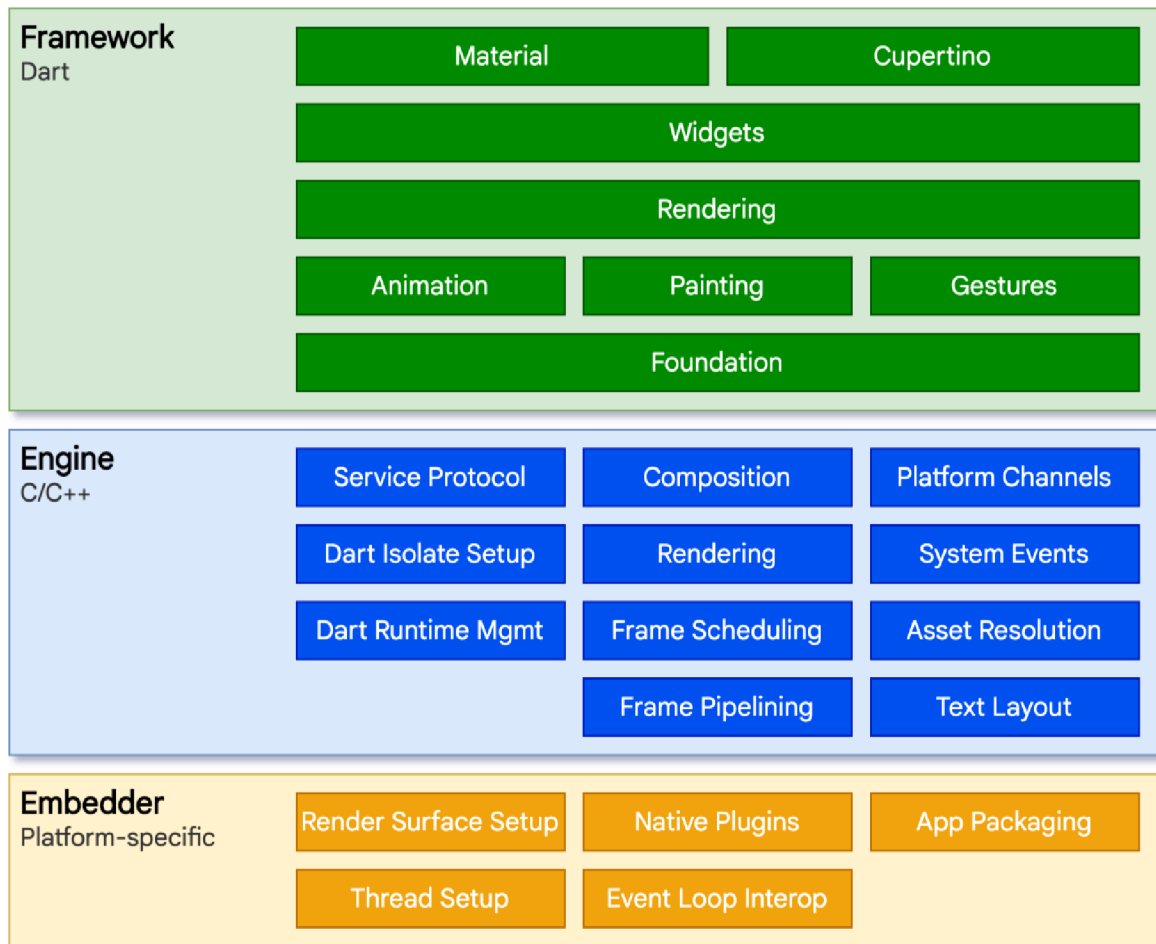 Framework
Dart
Material
Cupertino
Widgets
Rendering
Animation
Painting
Gestures
Foundation
Engine
C/C++
Service Protocol
Composition
Platform Channels
Dart Isolate Setup
Rendering
System Events
Dart Runtime Mgmt
Frame Scheduling
Asset Resolution
Frame Pipelining
Text Layout
Embedder
Platform-specific
Render Surface Setup
Native Plugins
App Packaging
Thread Setup
Event Loop Interop